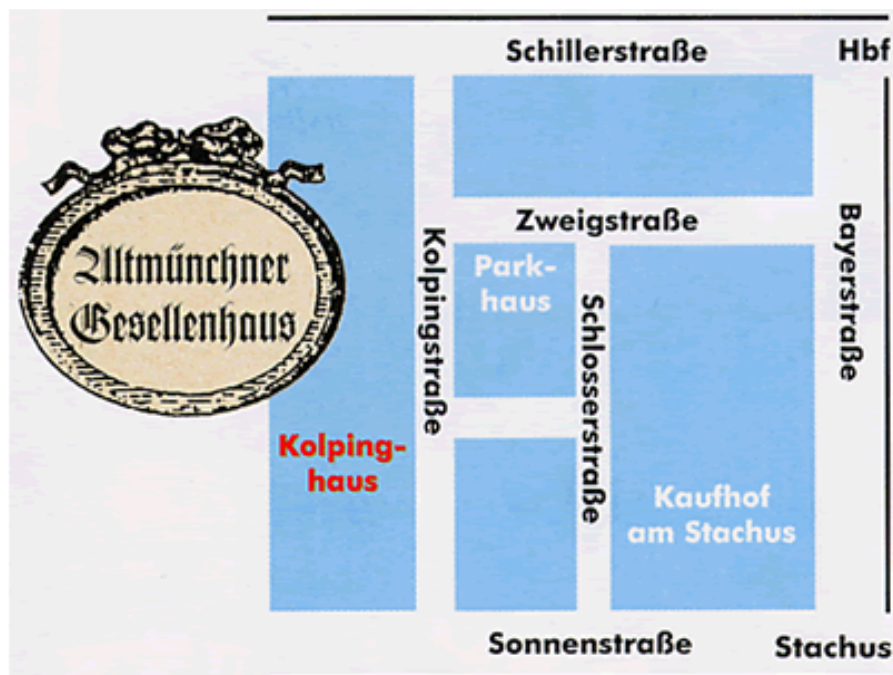 Schillerstraße
Hbf
Altmünchner
Gesellenhaus
Kolpingstraße
Zweigstraße
Park-
haus
Schlosserstraße
Bayerstraße
Kolping-
haus
Kaufhof
am Stachus
Sonnenstraße
Stachus